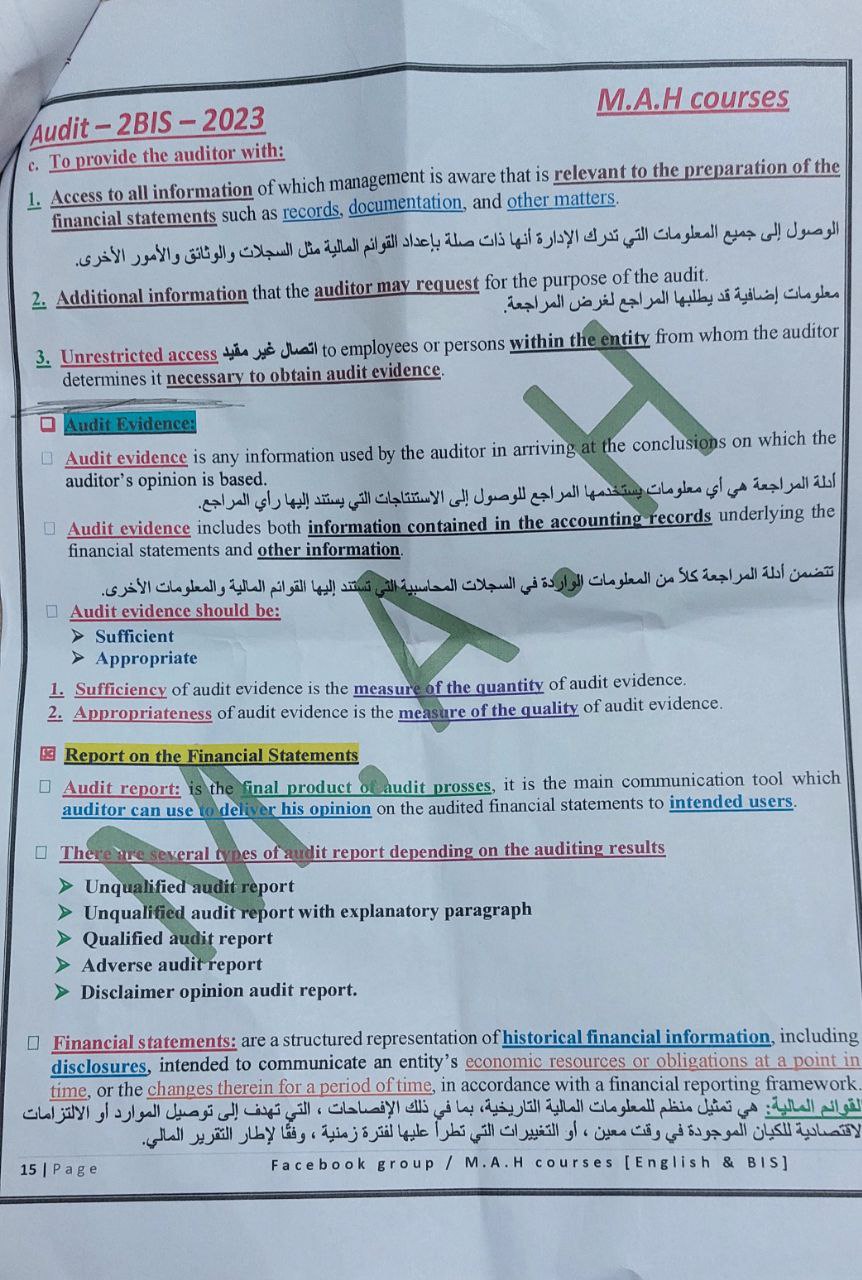 Audit – 2BIS – 2023
M.A.H courses
c. To provide the auditor with:
1. Access to all information of which management is aware that is relevant to the preparation of the
financial statements such as records, documentation, and other matters.
الوصول إلى جميع المعلومات التي تدرك الإدارة أنها ذات صلة بإعداد القوائم المالية مثل السجلات والوثائق والأمور الأخرى.
2. Additional information that the auditor may request for the purpose of the audit.
معلومات إضافية قد يطلبها المراجع لغرض المراجعة.
3. Unrestricted access اتصال غير مقيد to employees or persons within the entity from whom the auditor
determines it necessary to obtain audit evidence.
Audit Evidence:
Audit evidence is any information used by the auditor in arriving at the conclusions on which the
auditor's opinion is based.
أدلة المراجعة هي أي معلومات يستخدمها المراجع للوصول إلى الاستنتاجات التي يستند إليها رأي المراجع.
Audit evidence includes both information contained in the accounting records underlying the
financial statements and other information.
تتضمن أدلة المراجعة كلاً من المعلومات الواردة في السجلات المحاسبية التي تستند إليها القوائم المالية والمعلومات الأخرى.
Audit evidence should be:
➤ Sufficient
➤ Appropriate
1. Sufficiency of audit evidence is the measure of the quantity of audit evidence.
2. Appropriateness of audit evidence is the measure of the quality of audit evidence.
Report on the Financial Statements
Audit report: is the final product of audit prosses, it is the main communication tool which
auditor can use to deliver his opinion on the audited financial statements to intended users.
There are several types of audit report depending on the auditing results
➤ Unqualified audit report
➤ Unqualified audit report with explanatory paragraph
➤ Qualified audit report
➤ Adverse audit report
➤ Disclaimer opinion audit report.
Financial statements: are a structured representation of historical financial information, including
disclosures, intended to communicate an entity's economic resources or obligations at a point in
time, or the changes therein for a period of time, in accordance with a financial reporting framework.
القوائم المالية: هي تمثيل منظم للمعلومات المالية التاريخية، بما في ذلك الإفصاحات ، التي تهدف إلى توصيل الموارد أو الالتزامات
لاقتصادية للكيان الموجودة في وقت معين ، أو التغييرات التي تطرأ عليها لفترة زمنية ، وفقًا لإطار التقرير المالي.
15 | Page
Facebook group / M.A.H courses [English & BIS]
M.A.H